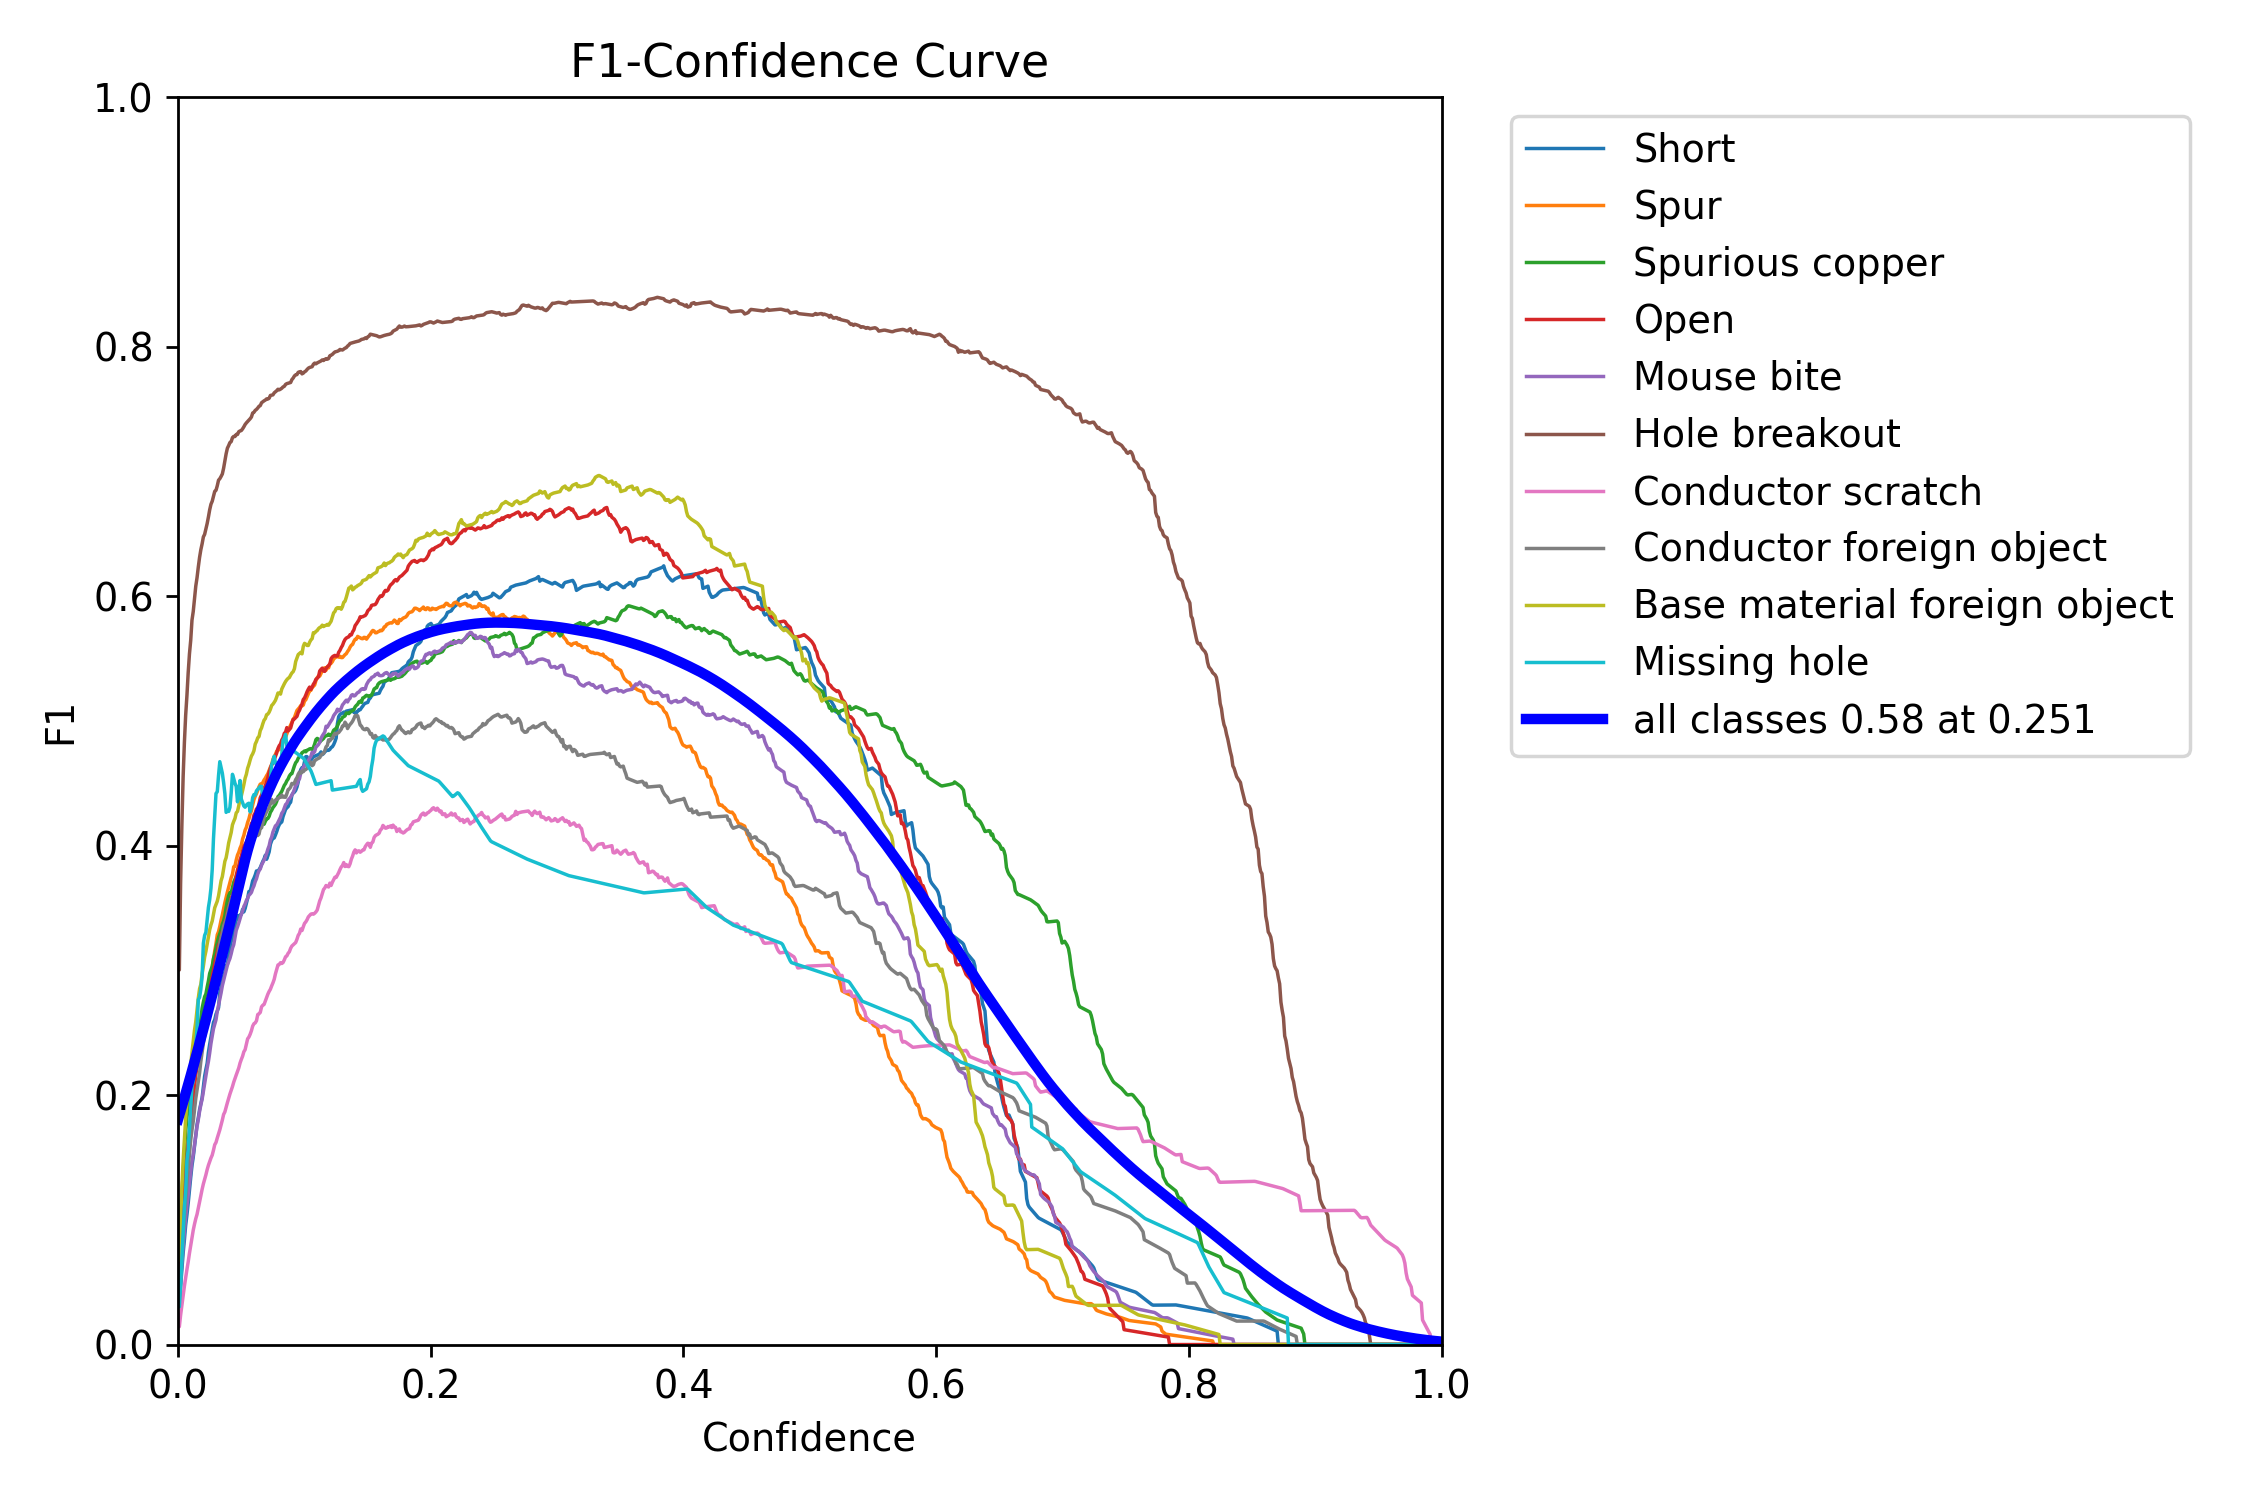 F1-Confidence Curve
1.0
0.8
0.6
0.4
0.2
0.0
F1
0.0 0.2 0.4 0.6 0.8 1.0
Confidence
Short
Spur
Spurious copper
Open
Mouse bite
Hole breakout
Conductor scratch
Conductor foreign object
Base material foreign object
Missing hole
all classes 0.58 at 0.251